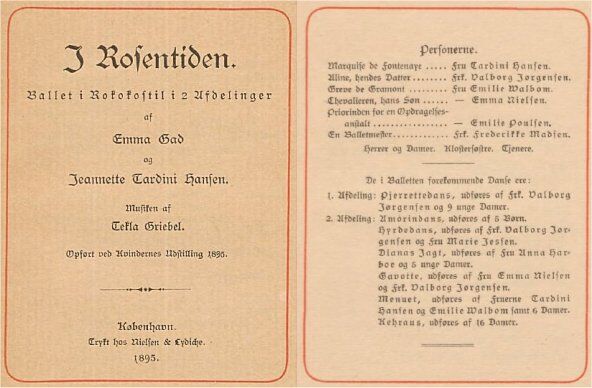 I Rosentiden.
Ballet i Rokokostil i 2 Afdelinger
af
Emma Gad
og
Jeannette Tardini Hansen.
Musiken af
Tekla Griebel.
Opført ved Kvindernes Udstilling 1895.
København.
Trykt hos Nielsen & Lydiche.
1895.
Personerne.
Marquise de Fontenaye ..... Fru Tardini Hansen.
Aline, hendes Datter ........ Frk. Valborg Jørgensen.
Greve de Gramont ......... Fru Emilie Walbom.
Chevalieren, hans Søn ..... — Emma Nielsen.
Priorinden for en Opdragelses-
anstalt ................ — Emilie Poulsen.
En Balletmester ............ Frk. Frederikke Madsen.
Herrer og Damer. Klosterføstre. Tjenere.
De i Balletten forekommende Danse ere:
1. Afdeling: Pjerrettedans, udføres af Frk. Valborg
Jørgensen og 9 unge Damer.
2. Afdeling: Amorindans, udføres af 5 Børn.
Hyrdedans, udføres af Frk. Valborg Jør-
gensen og Fru Marie Jessen.
Dianas Jagt, udføres af Fru Anna Har-
boe og 5 unge Damer.
Gavotte, udføres af Fru Emma Nielsen
og Frk. Valborg Jørgensen.
Menuet, udføres af Fruerne Tardini
Hansen og Emilie Walbom samt 6 Damer.
Kehraus, udføres af 16 Damer.